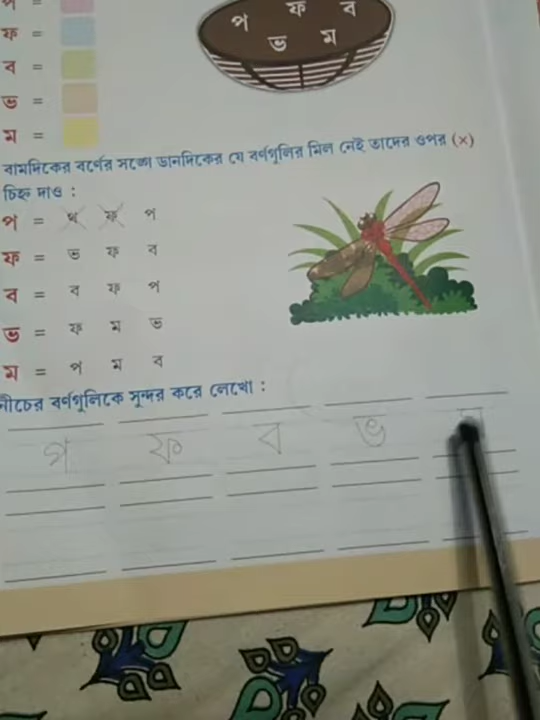 প ফ ব
ভ ম
ফ =
ব =
ভ =
ম =
বামদিকের বর্ণের সঙ্গে ডানদিকের যে বর্ণগুলির মিল নেই তাদের ওপর (×)
চিহ্ন দাও :
প = থ ফ প
ফ = ভ ফ ব
ব = ব ফ প
ভ = ফ ম ভ
ম = প ম ব
নীচের বর্ণগুলিকে সুন্দর করে লেখো :
প ফ ব ভ